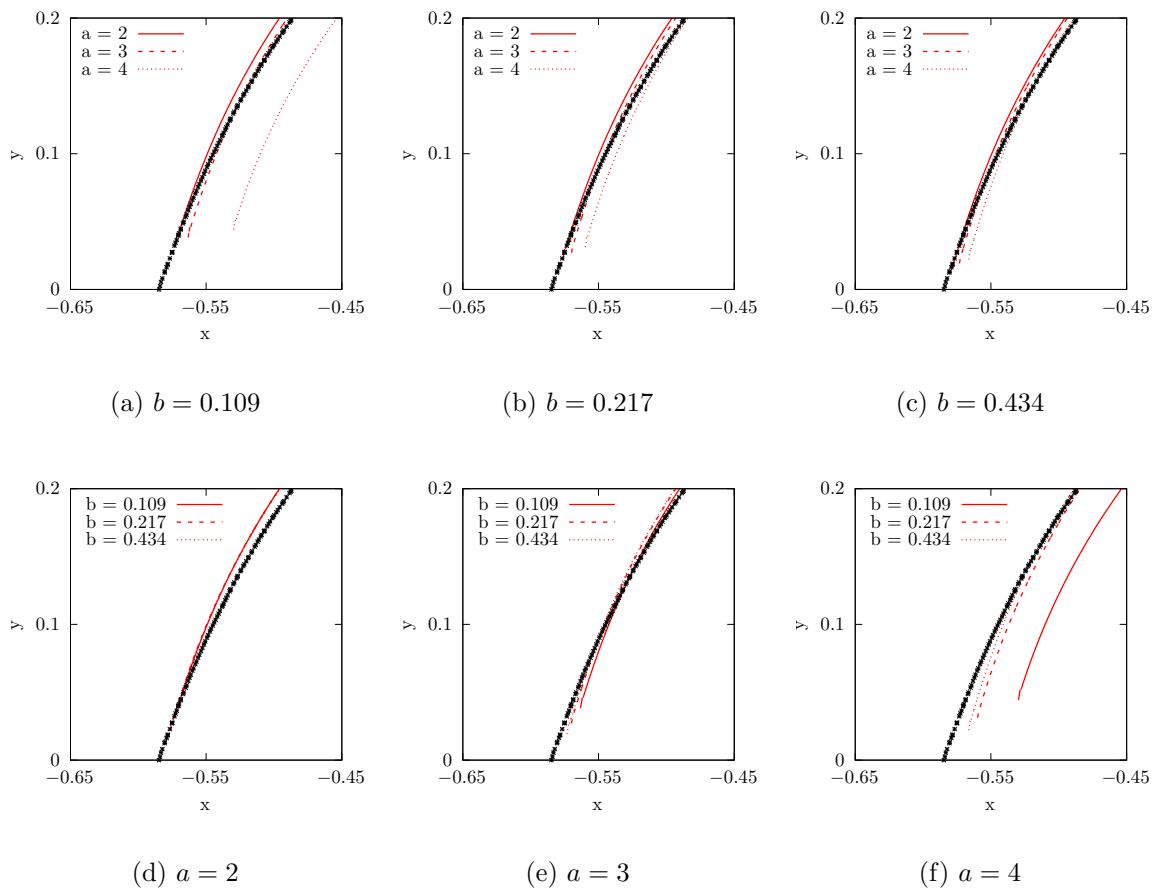 0.2
a = 2
a = 3
a = 4
y
0.1
0
−0.65
−0.55
−0.45
x
(a) b = 0.109
0.2
a = 2
a = 3
a = 4
y
0.1
0
−0.65
−0.55
−0.45
x
(b) b = 0.217
0.2
a = 2
a = 3
a = 4
y
0.1
0
−0.65
−0.55
−0.45
x
(c) b = 0.434
0.2
b = 0.109
b = 0.217
b = 0.434
y
0.1
0
−0.65
−0.55
−0.45
x
(d) a = 2
0.2
b = 0.109
b = 0.217
b = 0.434
y
0.1
0
−0.65
−0.55
−0.45
x
(e) a = 3
0.2
b = 0.109
b = 0.217
b = 0.434
y
0.1
0
−0.65
−0.55
−0.45
x
(f) a = 4